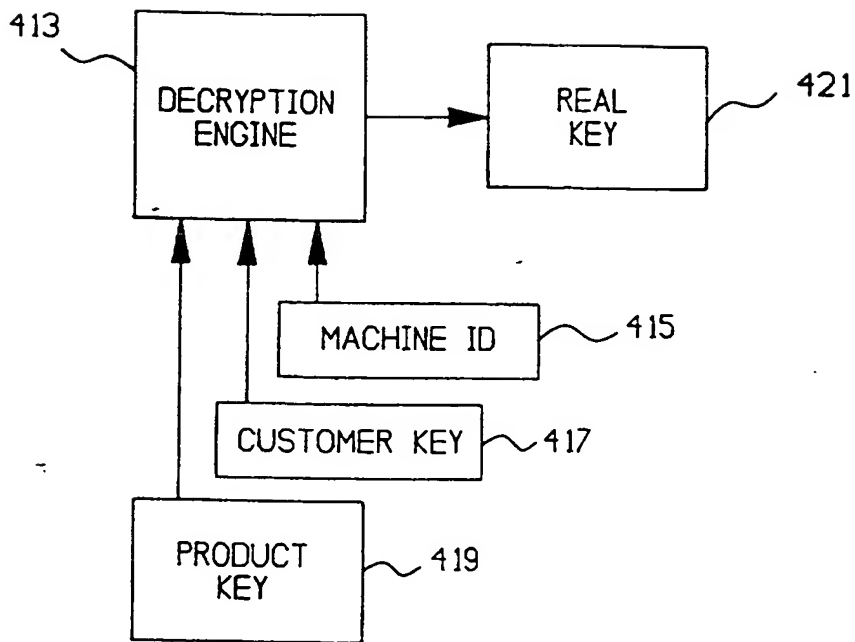 413
DECRYPTION
ENGINE
REAL
KEY
421
MACHINE ID
415
CUSTOMER KEY
417
PRODUCT
KEY
419